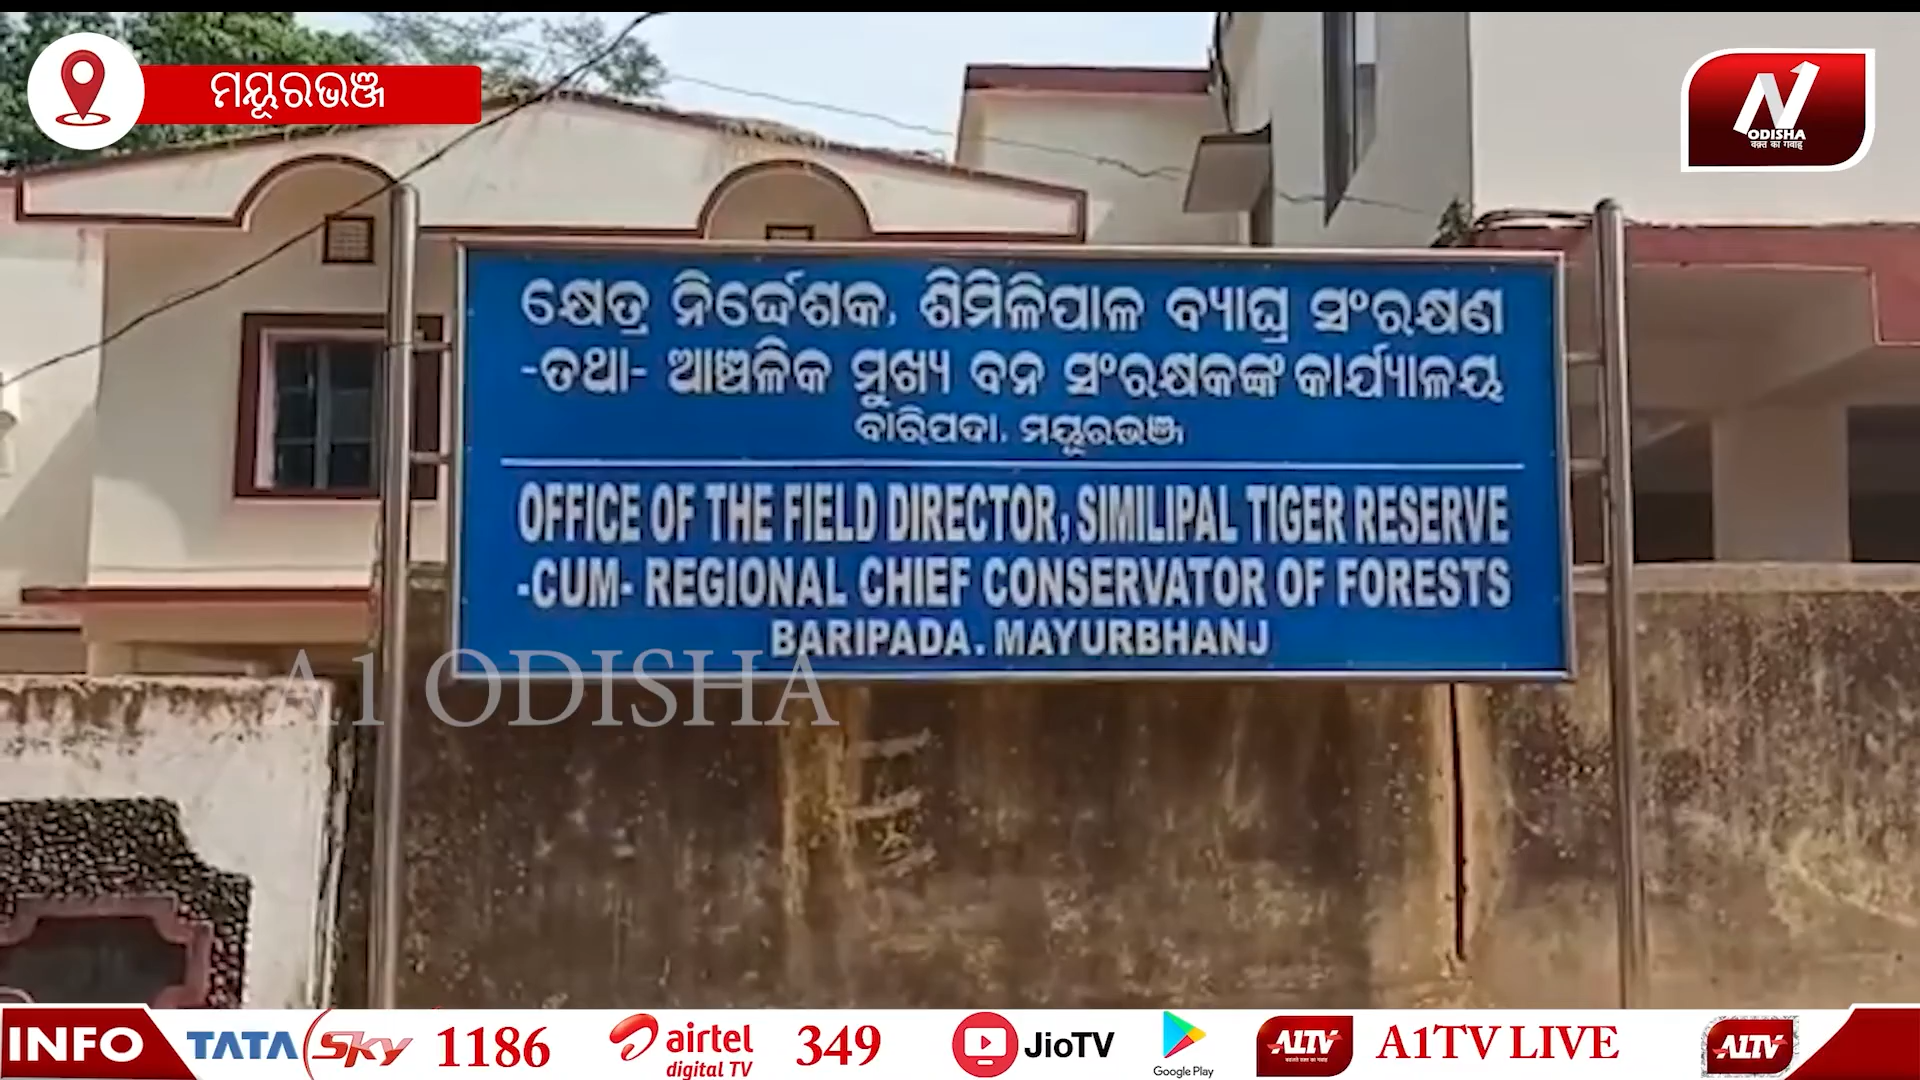 ମୟୂରଭଞ୍ଜ
ODISHA
वक़्त का गवाह
କ୍ଷେତ୍ର ନିର୍ଦ୍ଦେଶକ, ଶିମିଳିପାଳ ବ୍ୟାଘ୍ର ସଂରକ୍ଷଣ
-ତଥା- ଆଞ୍ଚଳିକ ମୁଖ୍ୟ ବନ ସଂରକ୍ଷକଙ୍କ କାର୍ଯ୍ୟାଳୟ
ବାରିପଦା, ମୟୂରଭଞ୍ଜ
OFFICE OF THE FIELD DIRECTOR, SIMILIPAL TIGER RESERVE
-CUM- REGIONAL CHIEF CONSERVATOR OF FORESTS
BARIPADA. MAYURBHANJ
A1 ODISHA
INFO TATA Sky 1186 airtel digital TV 349 JioTV Google Play A1TV A1TV LIVE A1TV